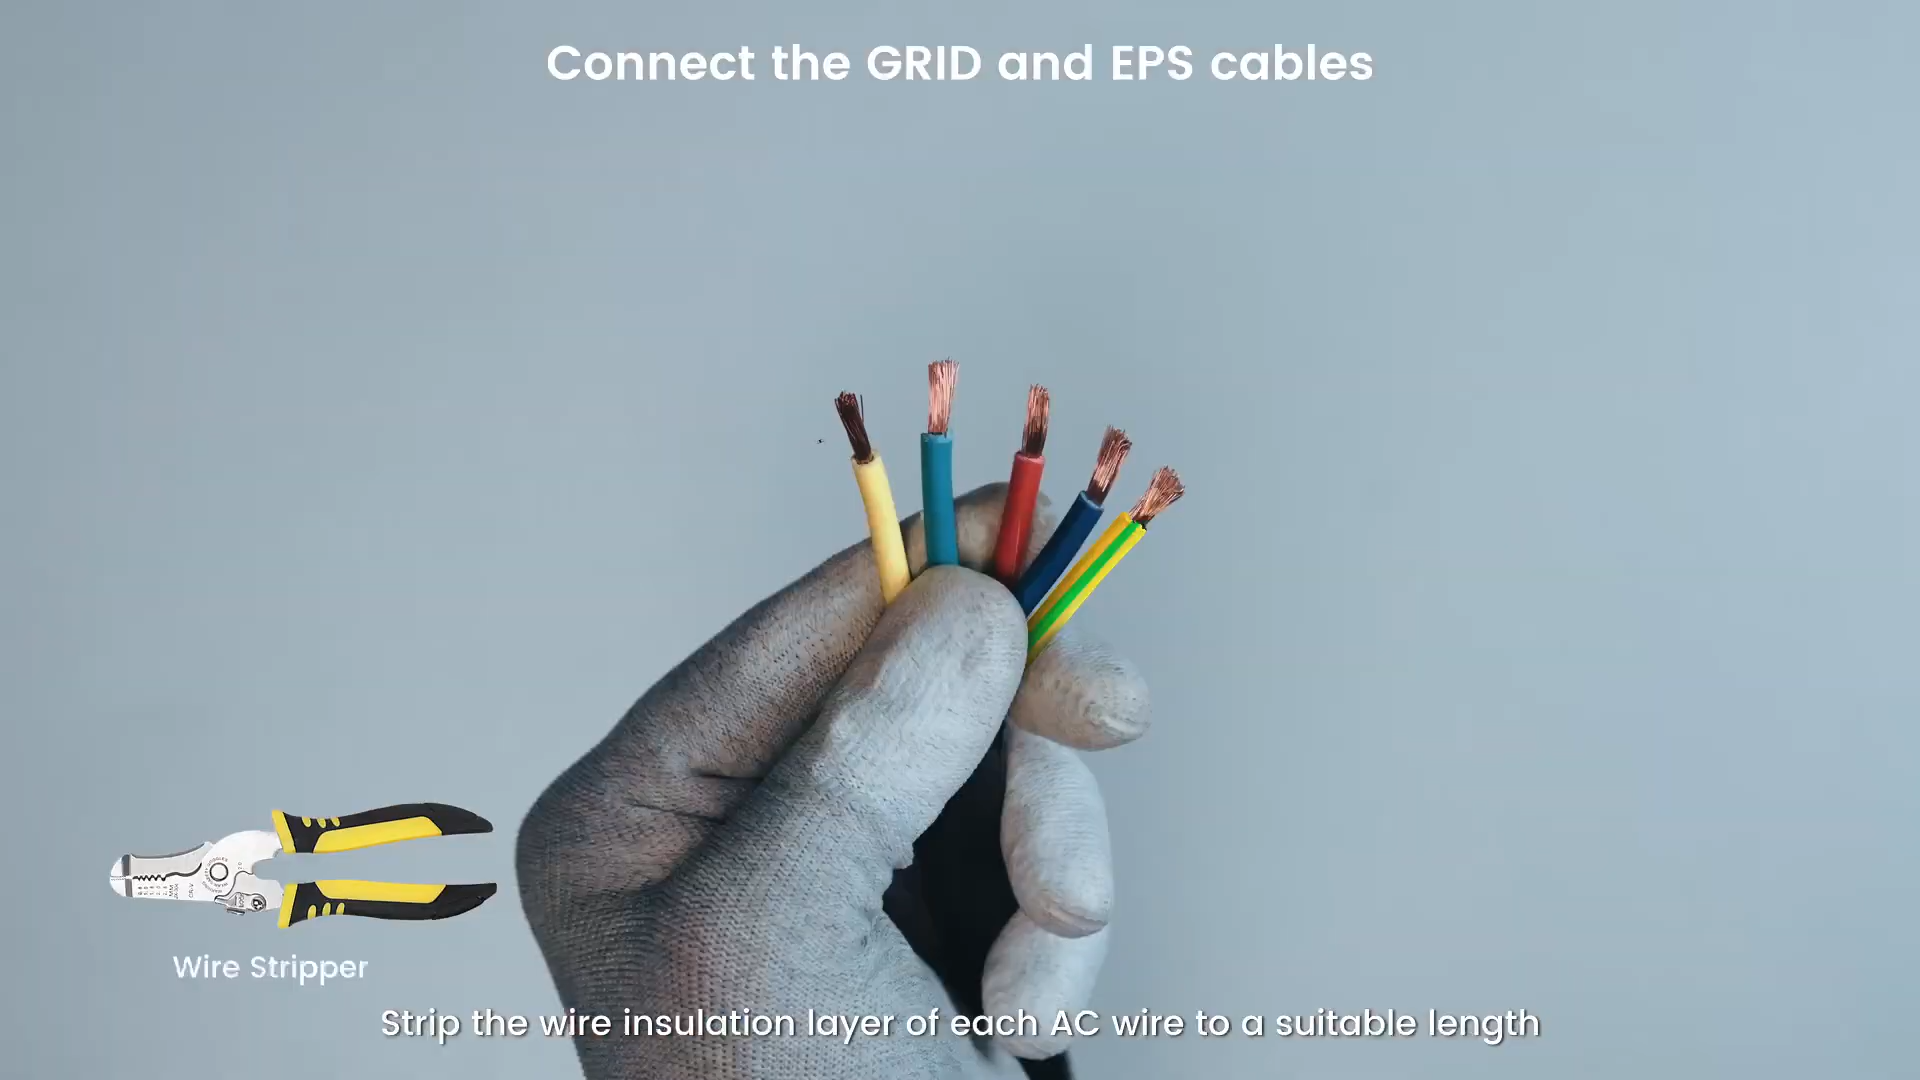 Connect the GRID and EPS cables
Wire Stripper
Strip the wire insulation layer of each AC wire to a suitable length